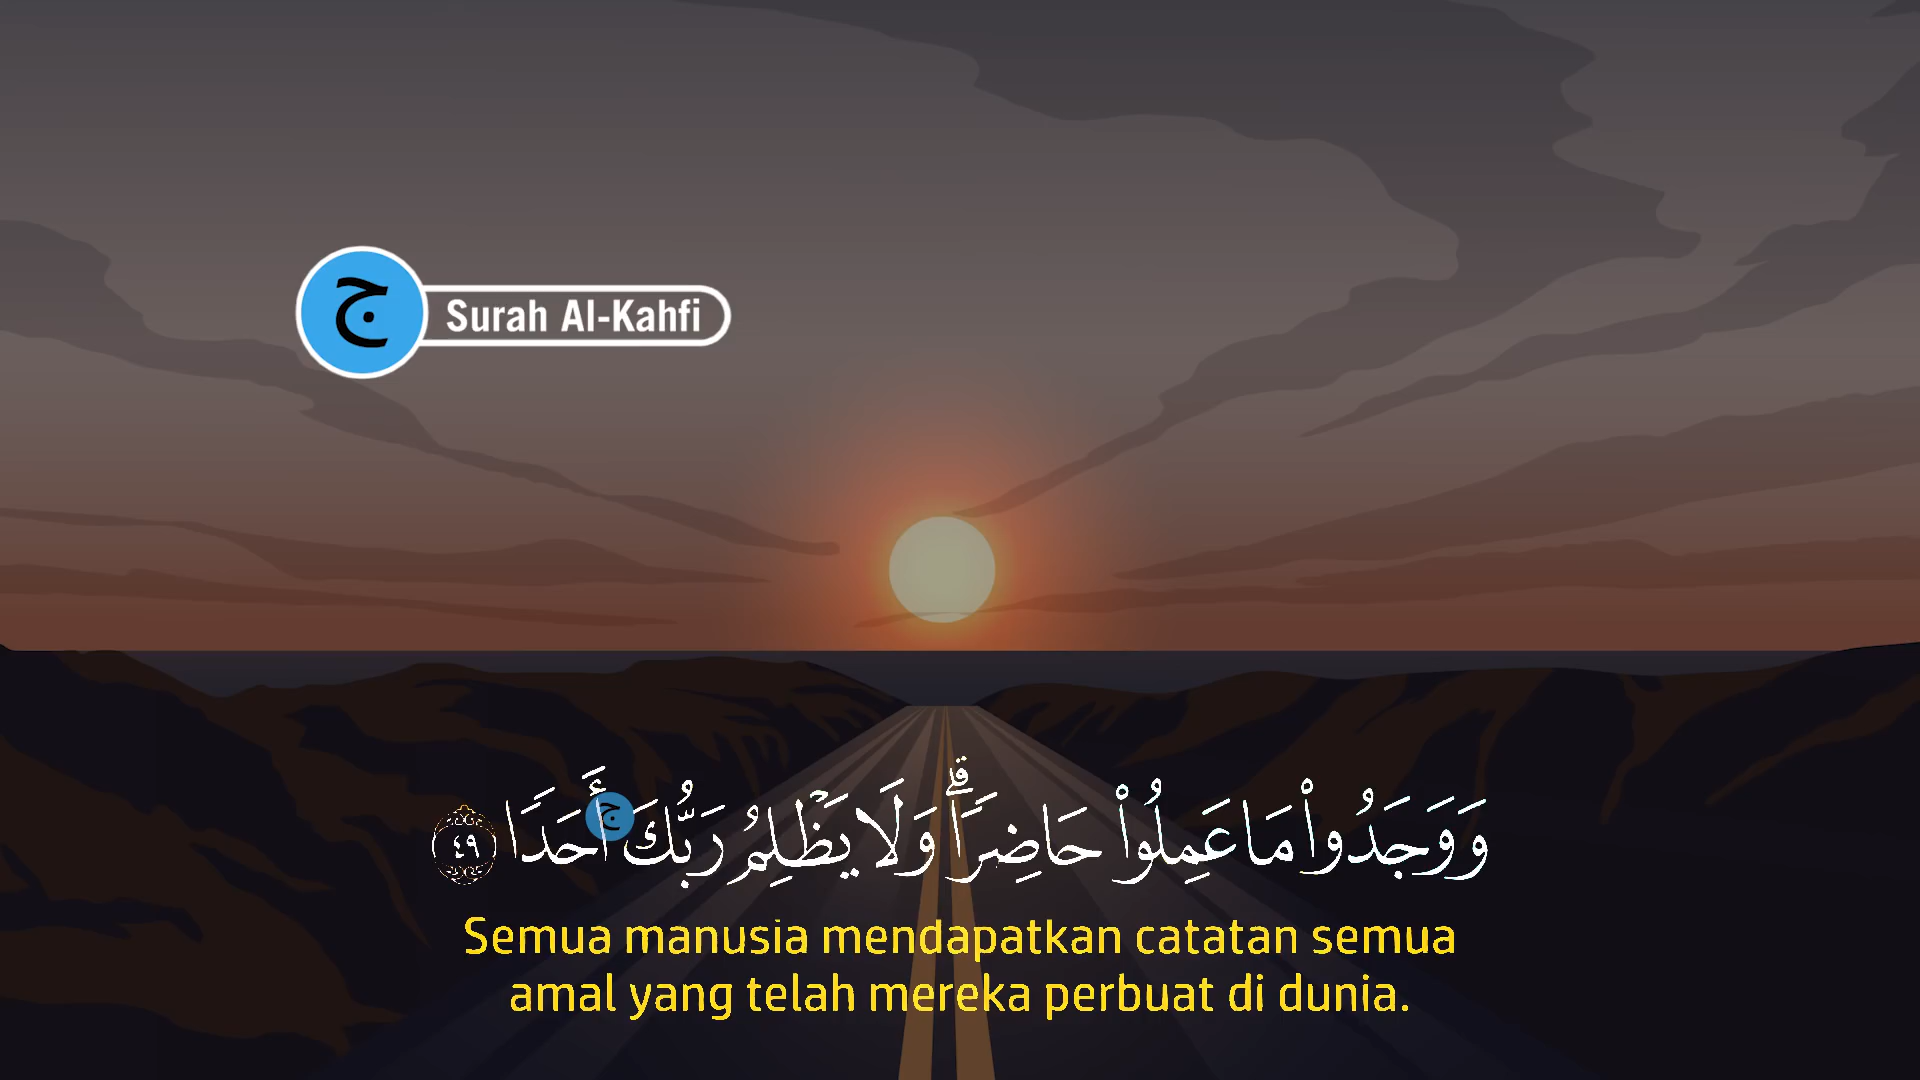 ج Surah Al-Kahfi
وَوَجَدُوا۟ مَا عَمِلُوا۟ حَاضِرًا ۗ وَلَا يَظْلِمُ رَبُّكَ أَحَدًا ٤٩
ج
Semua manusia mendapatkan catatan semua
amal yang telah mereka perbuat di dunia.